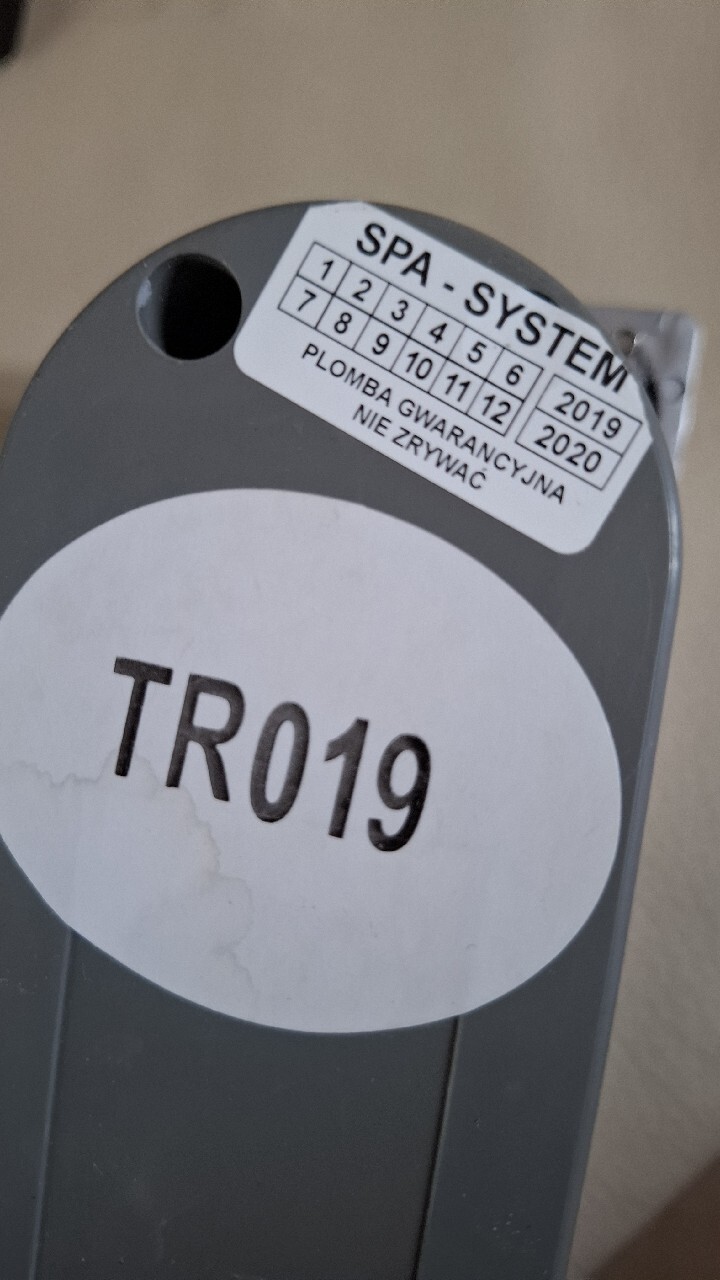 SPA - SYSTEM
1 2 3 4 5 6 2019
7 8 9 10 11 12 2020
PLOMBA GWARANCYJNA
NIE ZRYWAĆ
TR019